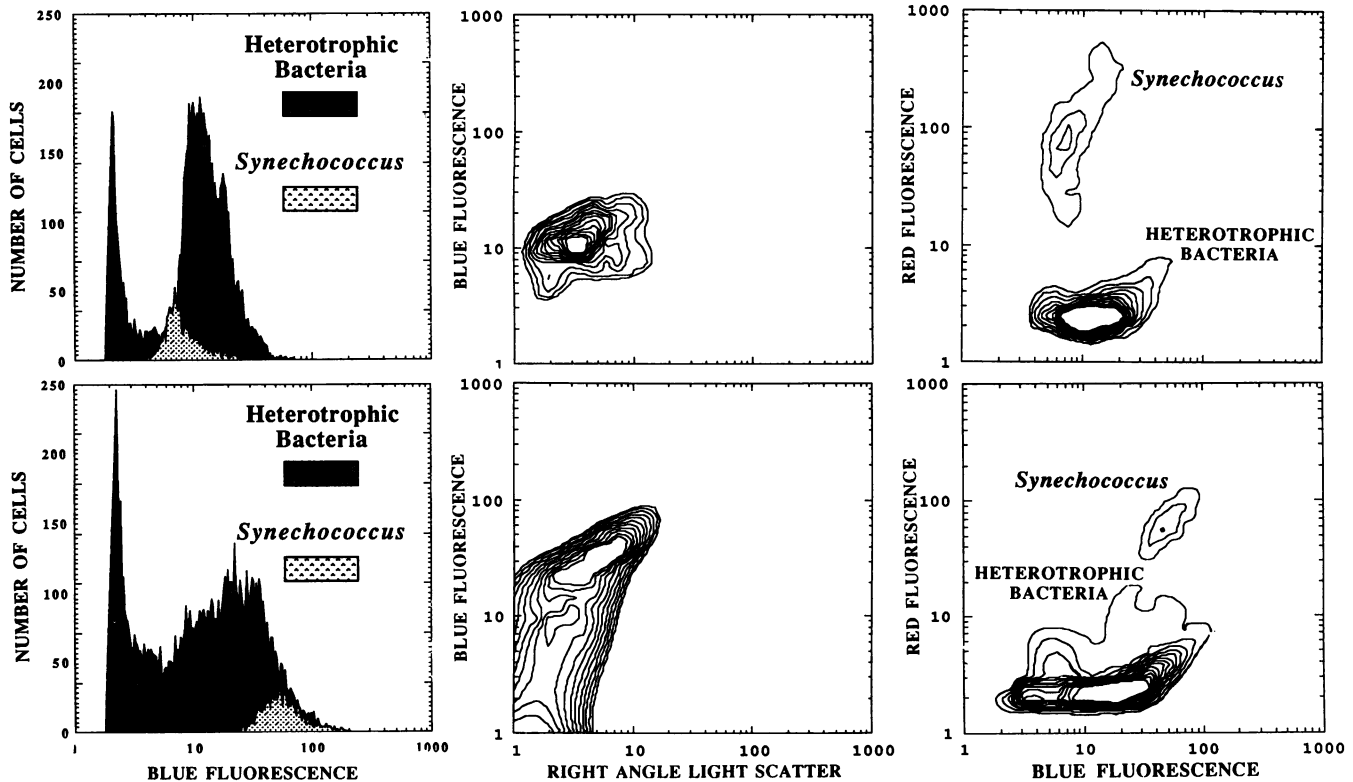 250
200
150
100
50
0
NUMBER OF CELLS
Heterotrophic
Bacteria
Synechococcus
1000
100
10
1
BLUE FLUORESCENCE
1000
100
10
1
RED FLUORESCENCE
Synechococcus
HETEROTROPHIC
BACTERIA
250
200
150
100
50
0
NUMBER OF CELLS
Heterotrophic
Bacteria
Synechococcus
1 10 100 1000
BLUE FLUORESCENCE
1000
100
10
1
BLUE FLUORESCENCE
1 10 100 1000
RIGHT ANGLE LIGHT SCATTER
1000
100
10
1
RED FLUORESCENCE
Synechococcus
HETEROTROPHIC
BACTERIA
1 10 100 1000
BLUE FLUORESCENCE